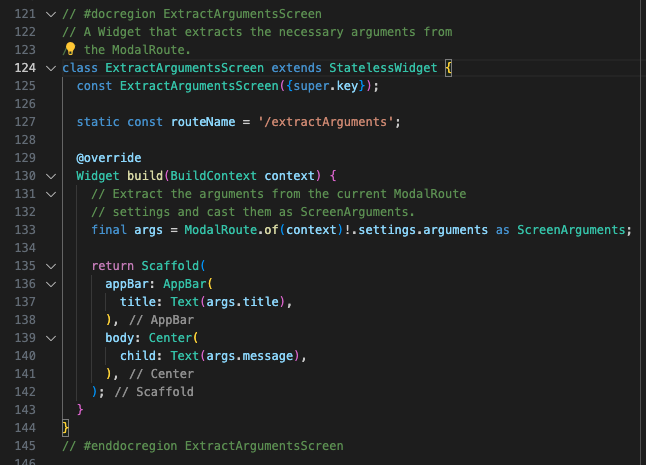 121 // #docregion ExtractArgumentsScreen
122 // A Widget that extracts the necessary arguments from
123 the ModalRoute.
124 class ExtractArgumentsScreen extends StatelessWidget {
125   const ExtractArgumentsScreen({super.key});
126
127   static const routeName = '/extractArguments';
128
129   @override
130   Widget build(BuildContext context) {
131     // Extract the arguments from the current ModalRoute
132     // settings and cast them as ScreenArguments.
133     final args = ModalRoute.of(context)!.settings.arguments as ScreenArguments;
134
135     return Scaffold(
136       appBar: AppBar(
137         title: Text(args.title),
138       ), // AppBar
139       body: Center(
140         child: Text(args.message),
141       ), // Center
142     ); // Scaffold
143   }
144 }
145 // #enddocregion ExtractArgumentsScreen
146